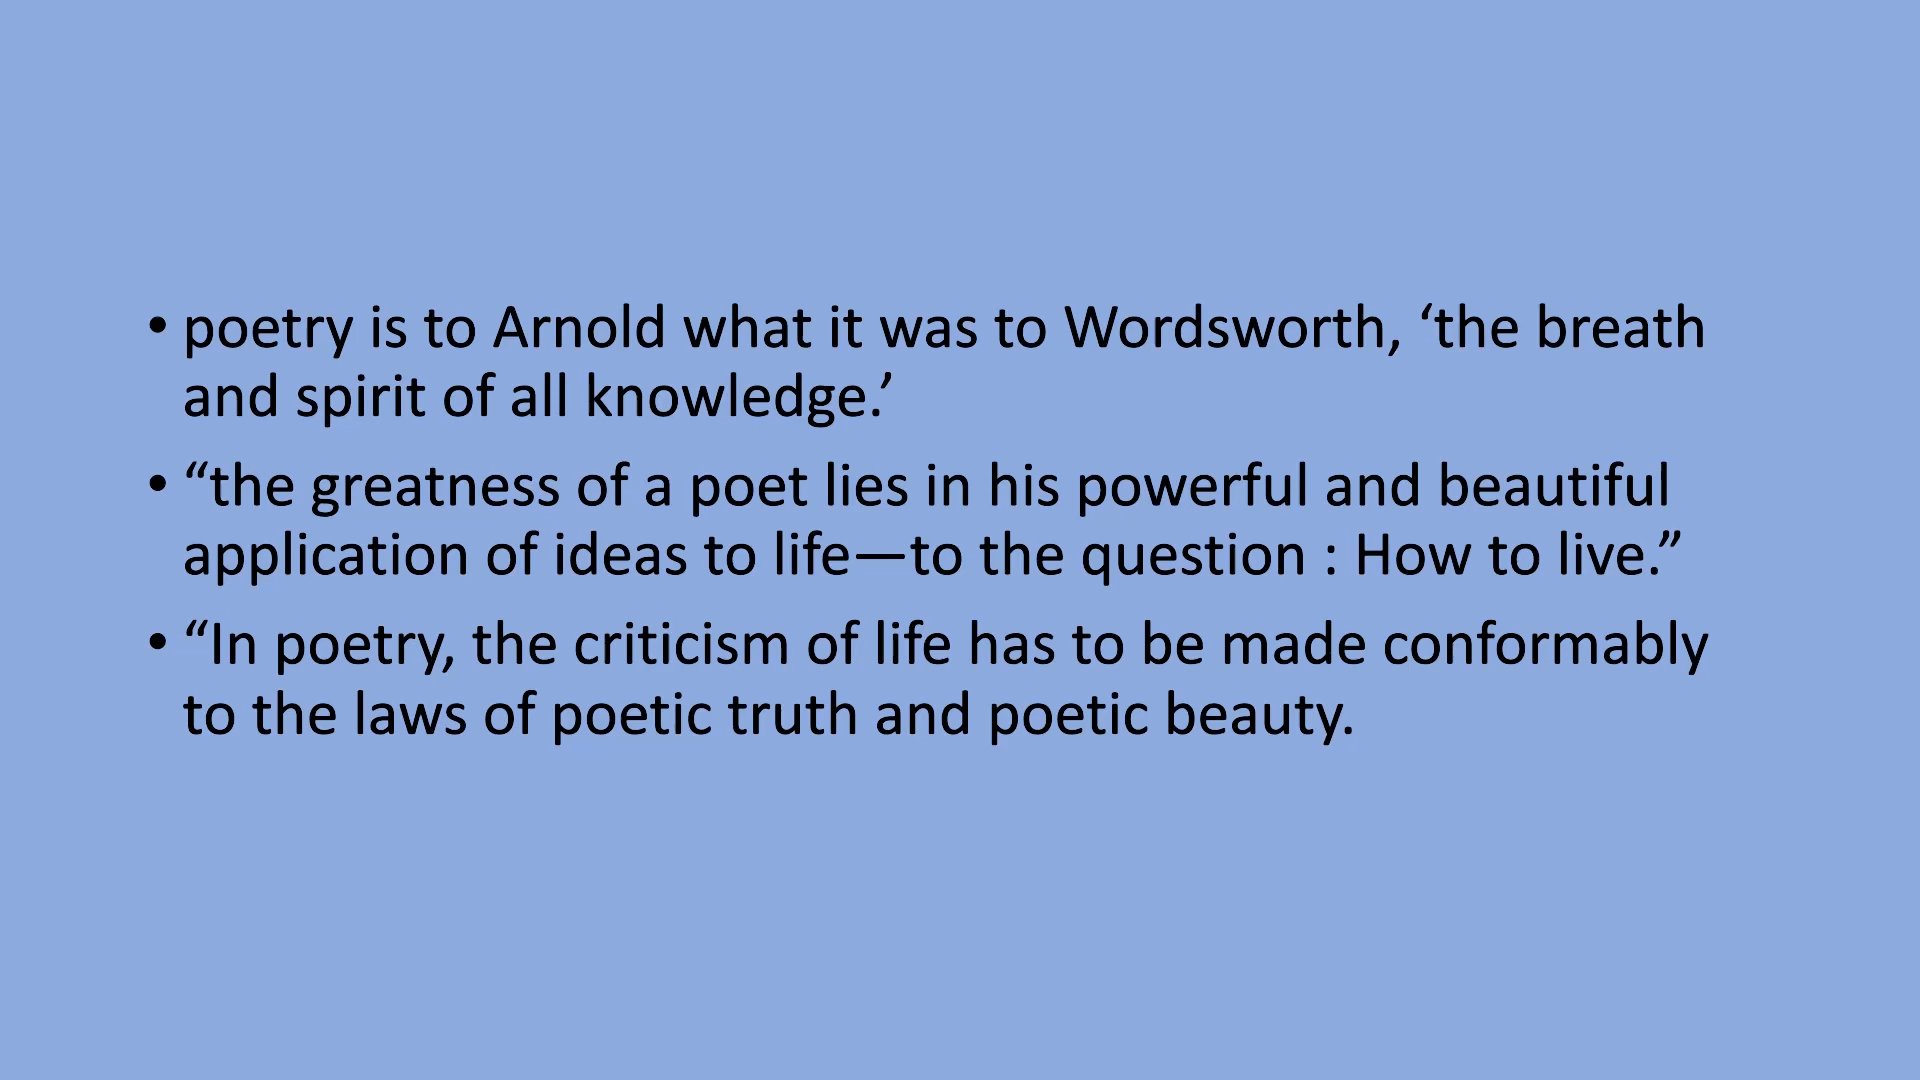 • poetry is to Arnold what it was to Wordsworth, ‘the breath
and spirit of all knowledge.’
• “the greatness of a poet lies in his powerful and beautiful
application of ideas to life—to the question : How to live.”
• “In poetry, the criticism of life has to be made conformably
to the laws of poetic truth and poetic beauty.